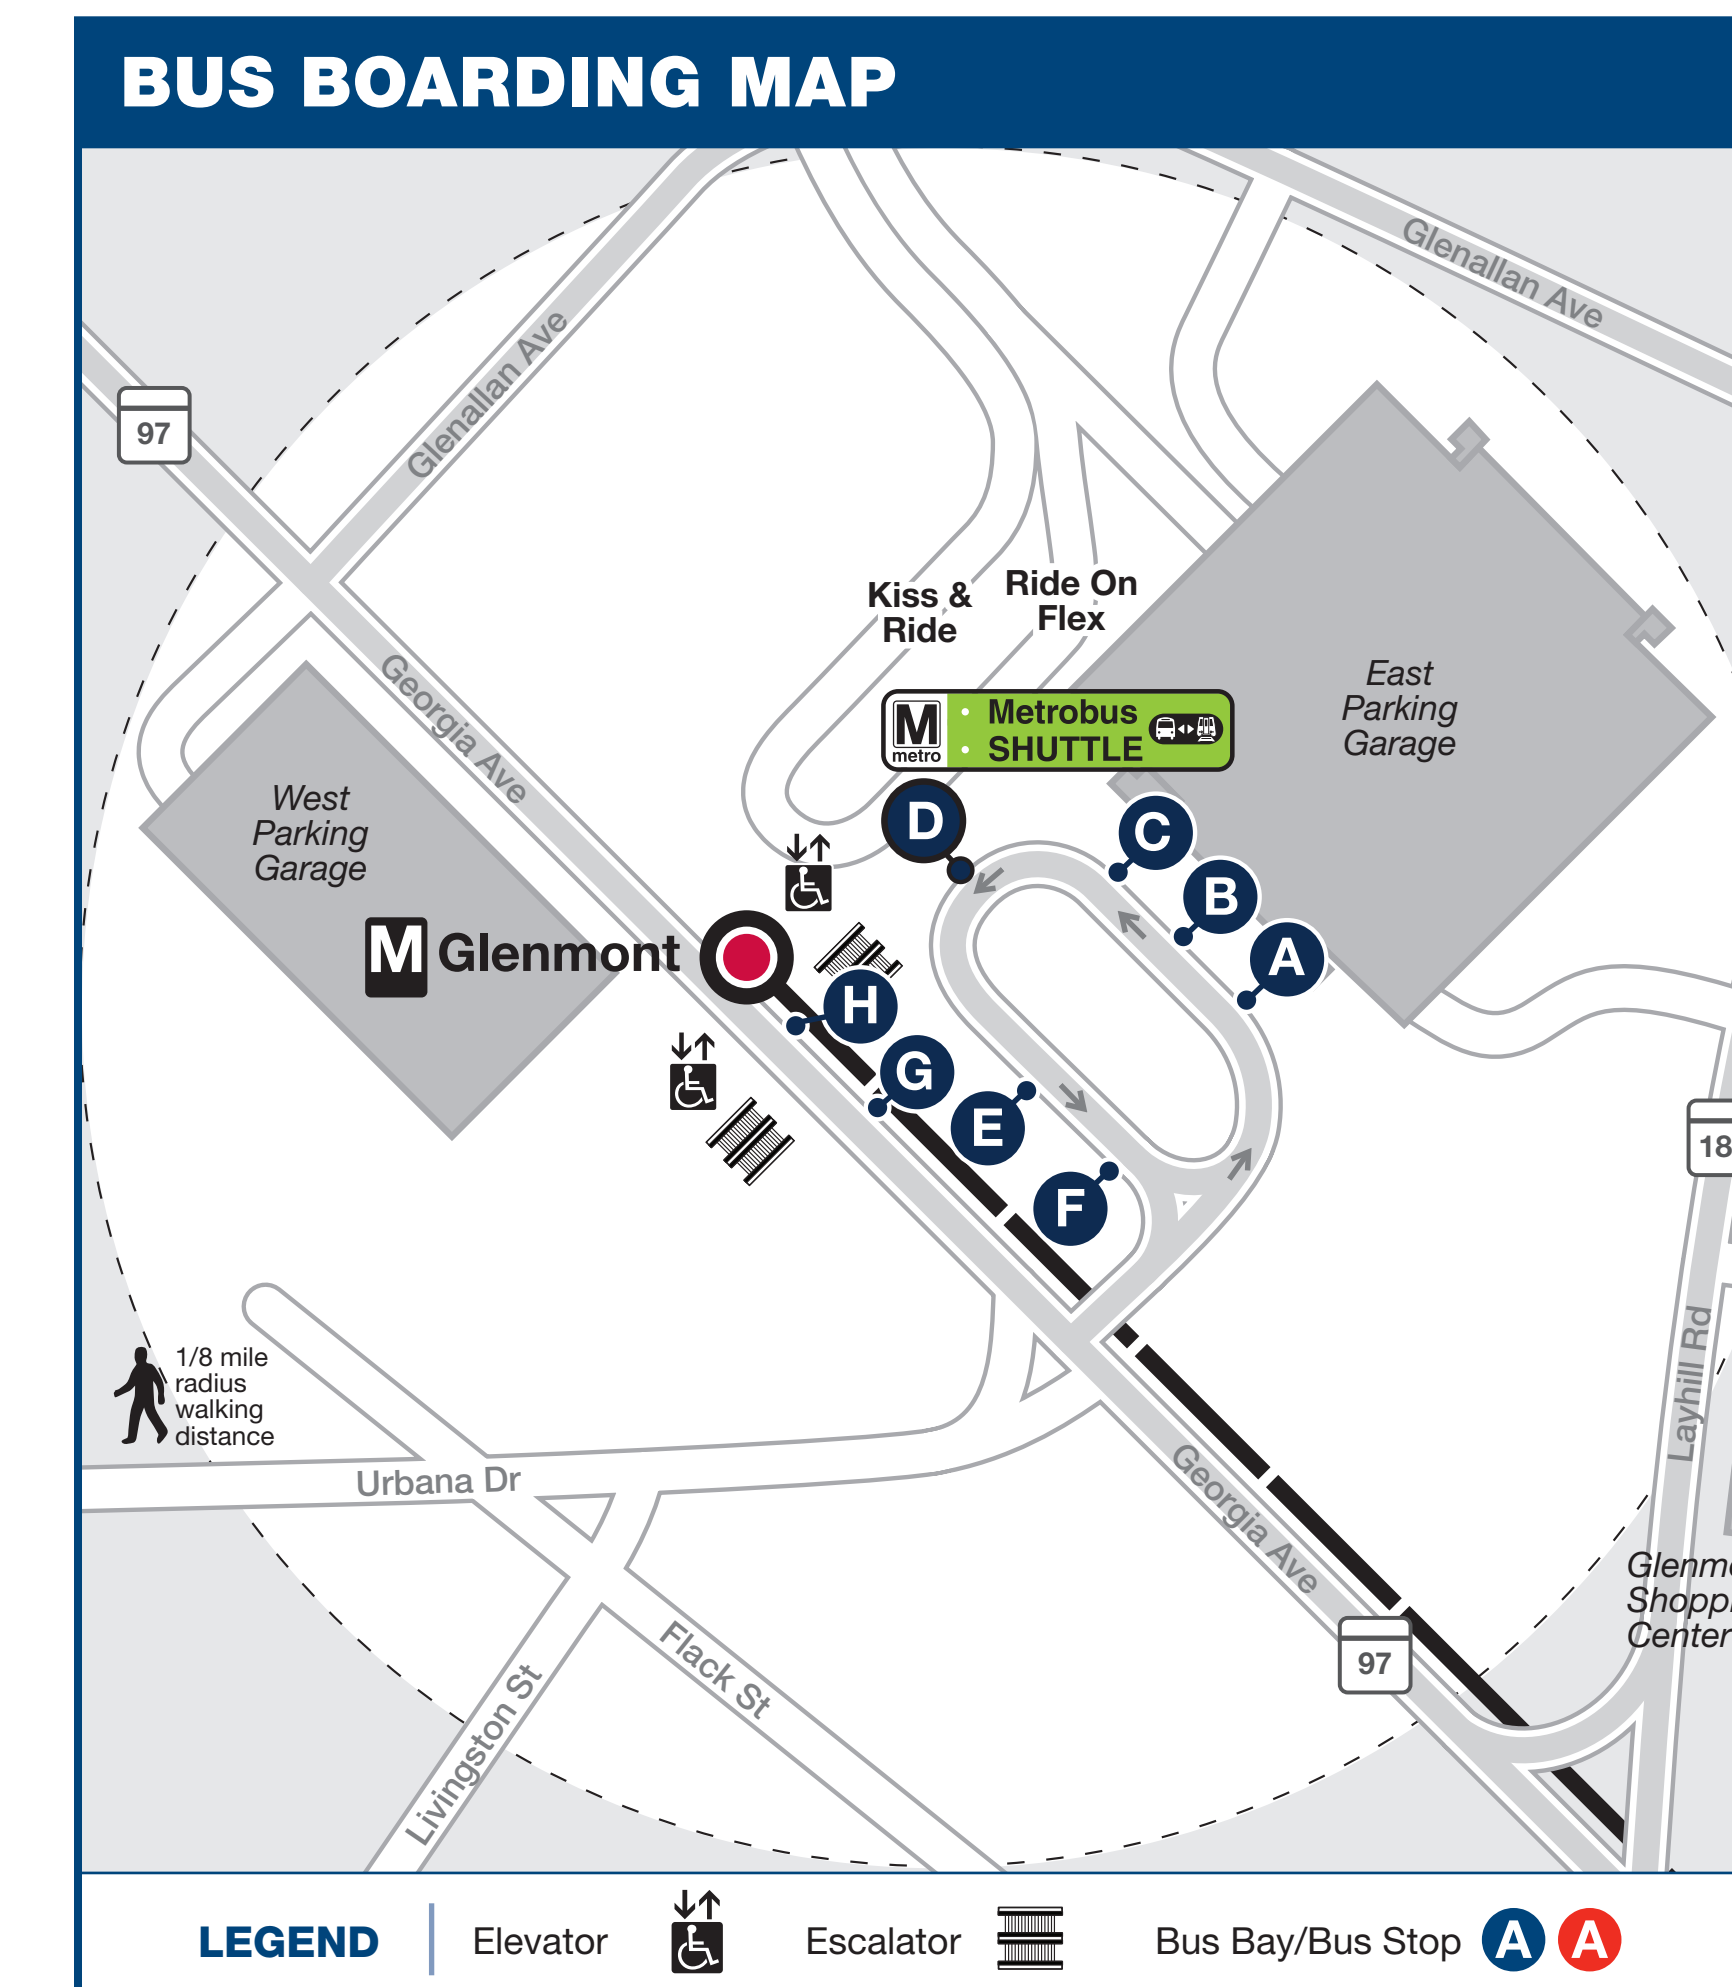 BUS BOARDING MAP
Glenallan Ave
Glenallan Ave
97
Kiss &
Ride
Ride On
Flex
East
Parking
Garage
Georgia Ave
M
metro
• Metrobus
• SHUTTLE
West
Parking
Garage
D
C
B
A
M Glenmont
H
G
E
F
18
1/8 mile
radius
walking
distance
Layhill Rd
Urbana Dr
Georgia Ave
Shopp
Center
97
Flack St
Livingston St
LEGEND
Elevator
Escalator
Bus Bay/Bus Stop A A